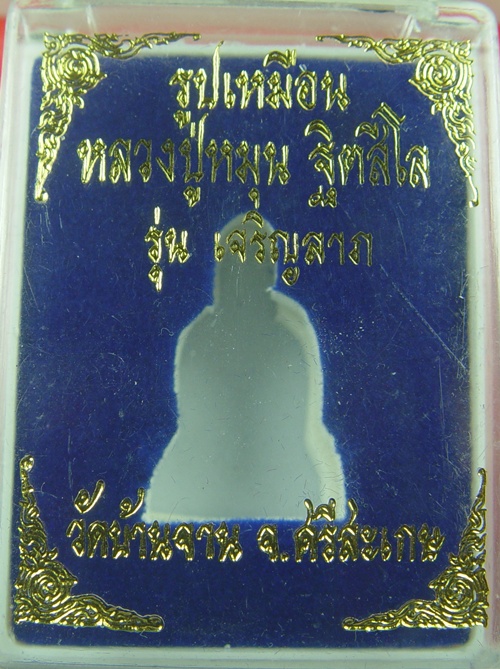 รูปเหมือน
หลวงปู่หมุน ฐิตสีโล
รุ่น เจริญลาภ
วัดบ้านจาน จ.ศรีสะเกษ